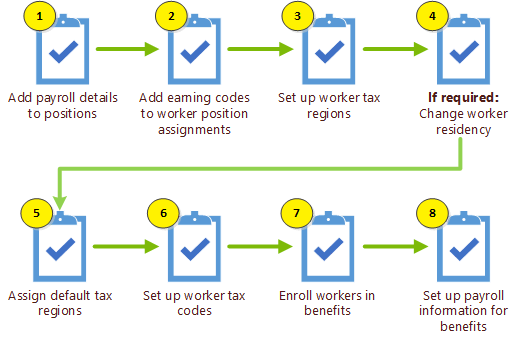 1
2
3
4
Add payroll details
to positions
Add earning codes
to worker position
assignments
Set up worker tax
regions
If required:
Change worker
residency
5
6
7
8
Assign default tax
regions
Set up worker tax
codes
Enroll workers in
benefits
Set up payroll
information for
benefits